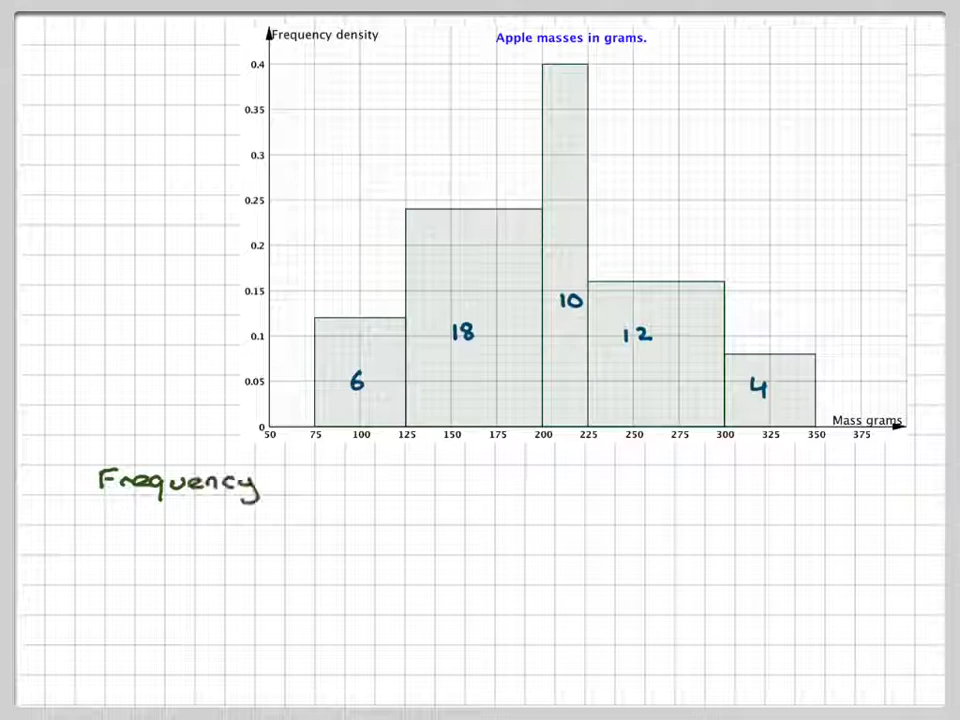 Frequency density
Apple masses in grams.
0.4
0.35
0.3
0.25
0.2
0.15
10
0.1
18
12
0.05
6
4
0
Mass grams
50 75 100 125 150 175 200 225 250 275 300 325 350 375
Frequency